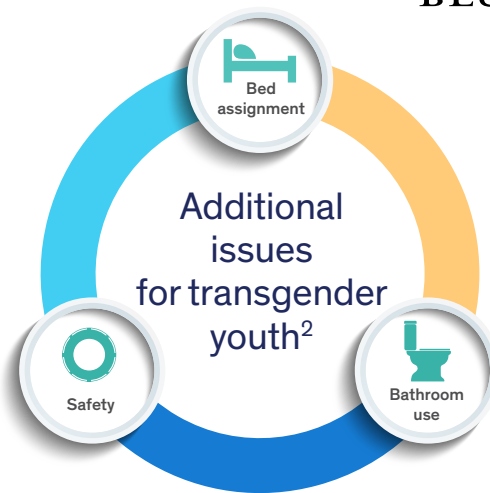 Bed
assignment
Additional
issues
for transgender
youth2
Safety
Bathroom
use